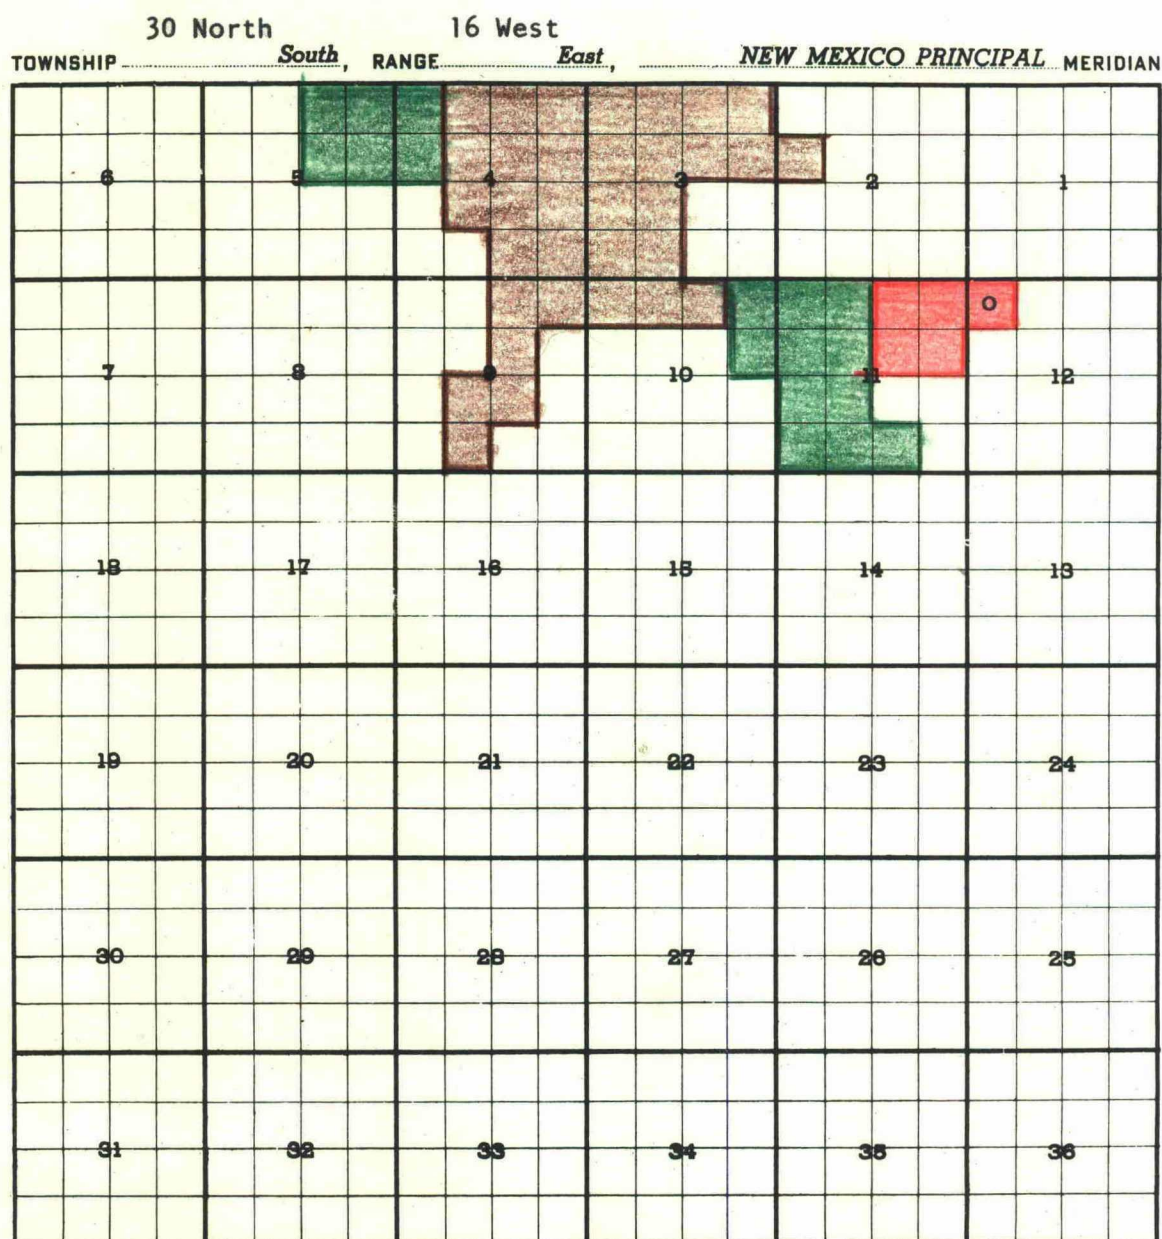 30 North 16 West
TOWNSHIP South, RANGE East, NEW MEXICO PRINCIPAL MERIDIAN
6 5 4 3 2 1
7 8 9 10 11 12
O
18 17 16 15 14 13
19 20 21 22 23 24
30 29 28 27 26 25
31 32 33 34 35 36